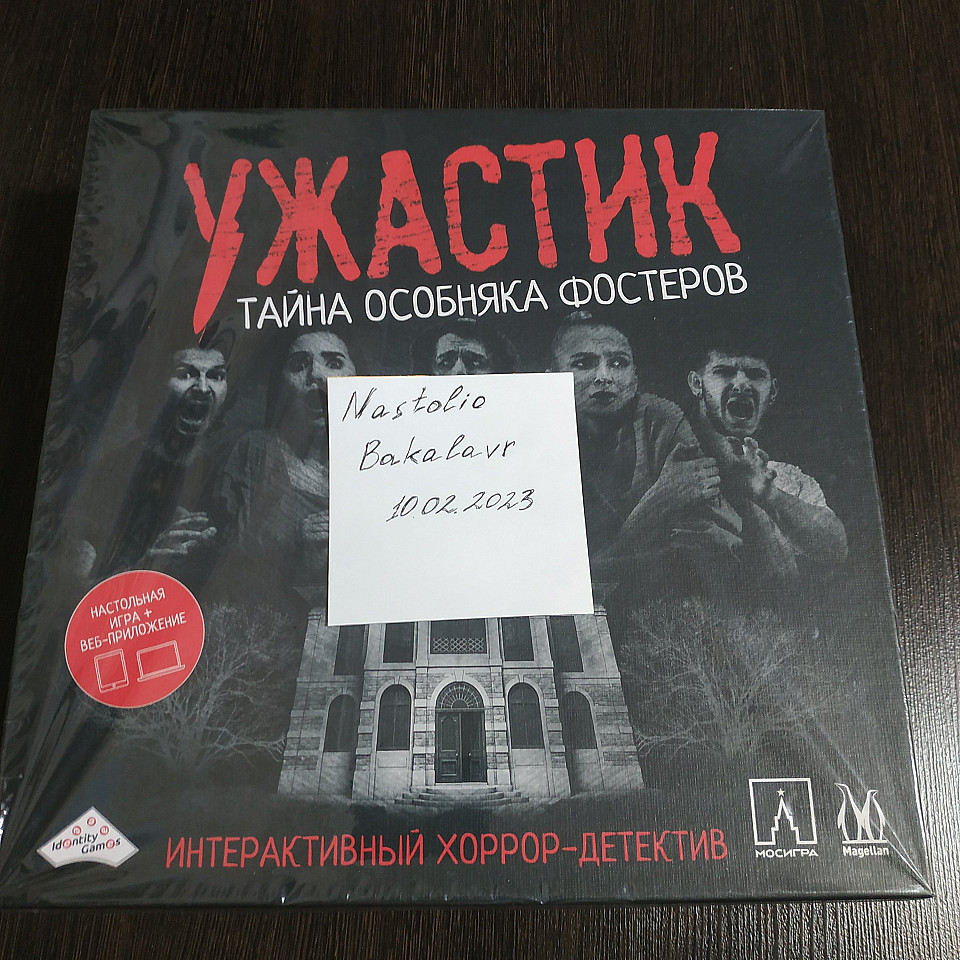 УЖАСТИК
ТАЙНА ОСОБНЯКА ФОСТЕРОВ
Nastolio
Bakalavr
10.02.2023
НАСТОЛЬНАЯ
ИГРА +
ВЕБ-ПРИЛОЖЕНИЕ
Identity
Games
ИНТЕРАКТИВНЫЙ ХОРРОР-ДЕТЕКТИВ
МОСИГРА
Magellan